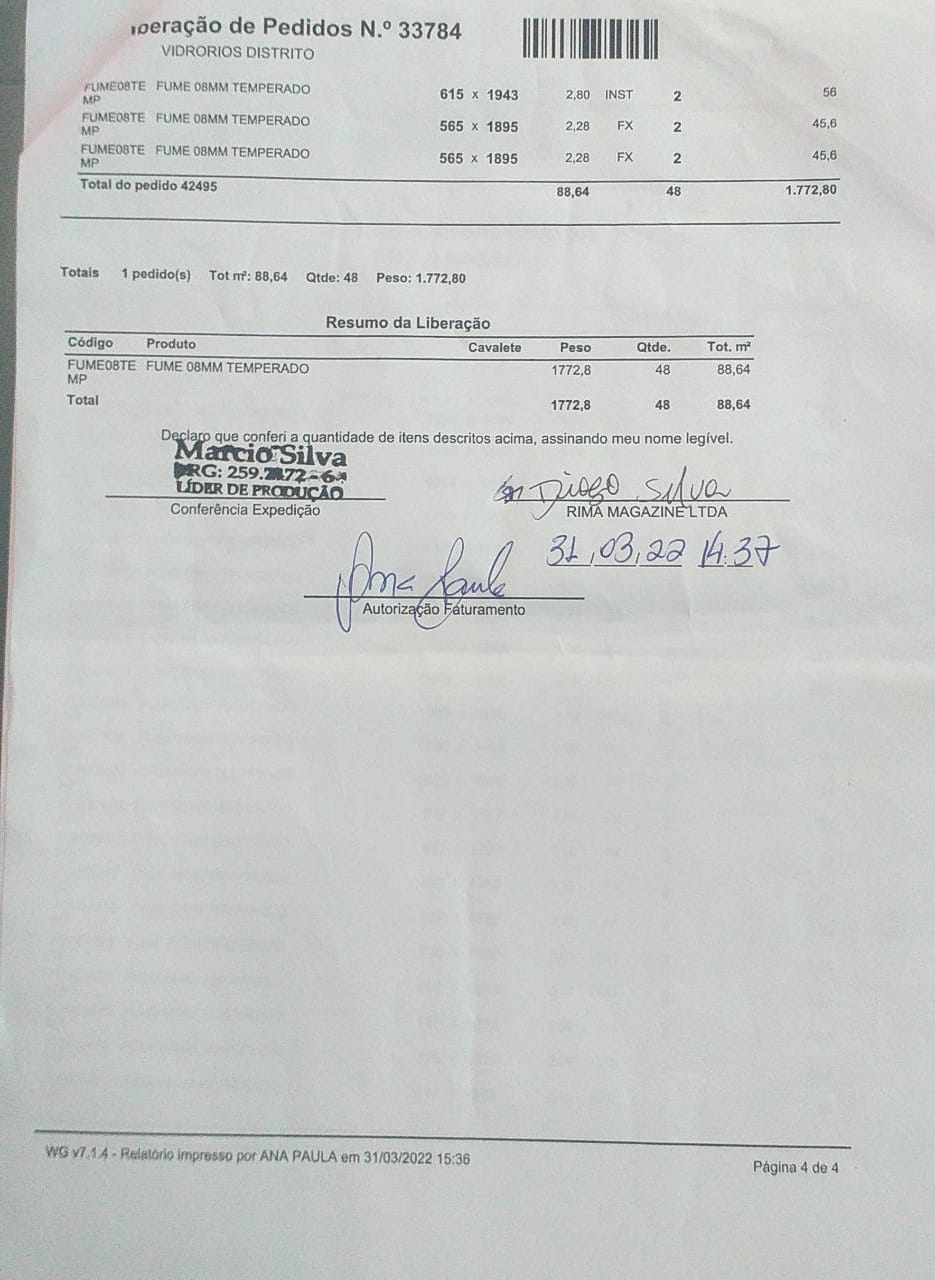 beração de Pedidos N.º 33784
VIDRORIOS DISTRITO
FUME08TE FUME 08MM TEMPERADO 615 x 1943 2,80 INST 2 56
MP
FUME08TE FUME 08MM TEMPERADO 565 x 1895 2,28 FX 2 45,6
MP
FUME08TE FUME 08MM TEMPERADO 565 x 1895 2,28 FX 2 45,6
MP
Total do pedido 42495 88,64 48 1.772,80
Totais 1 pedido(s) Tot m²: 88,64 Qtde: 48 Peso: 1.772,80
Resumo da Liberação
Código Produto Cavalete Peso Qtde. Tot. m²
FUME08TE FUME 08MM TEMPERADO 1772,8 48 88,64
MP
Total 1772,8 48 88,64
Declaro que conferi a quantidade de itens descritos acima, assinando meu nome legível.
Marcio Silva
RG:
LÍDER DE PRODUÇÃO
Diogo Silva
Conferência Expedição RIMA MAGAZINE LTDA
31,03,22 14:37
Ana Paula
Autorização Faturamento
WG v7.1.4 - Relatório impresso por ANA PAULA em 31/03/2022 15:36
Página 4 de 4